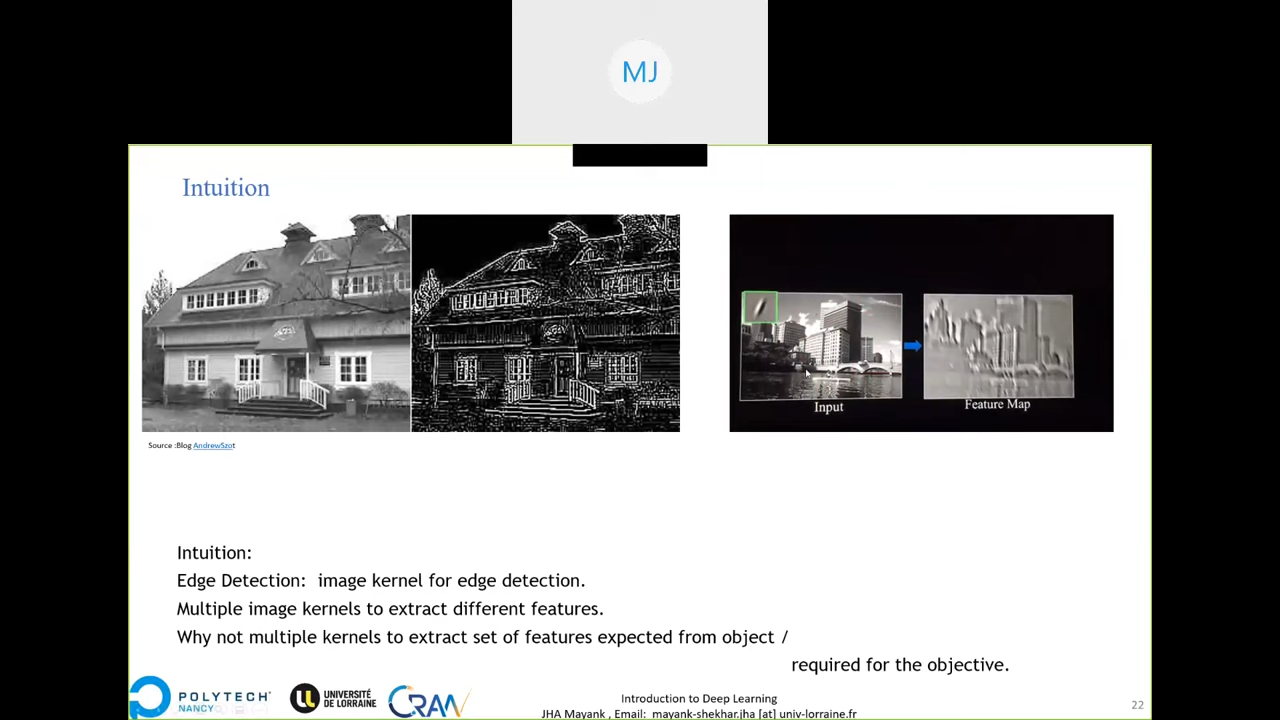 MJ
Intuition
Input
Feature Map
Source :Blog AndrewSzot
Intuition:
Edge Detection: image kernel for edge detection.
Multiple image kernels to extract different features.
Why not multiple kernels to extract set of features expected from object /
required for the objective.
POLYTECH
NANCY
UNIVERSITÉ
DE LORRAINE
CRAN
Introduction to Deep Learning
JHA Mayank , Email: mayank-shekhar.jha [at] univ-lorraine.fr
22